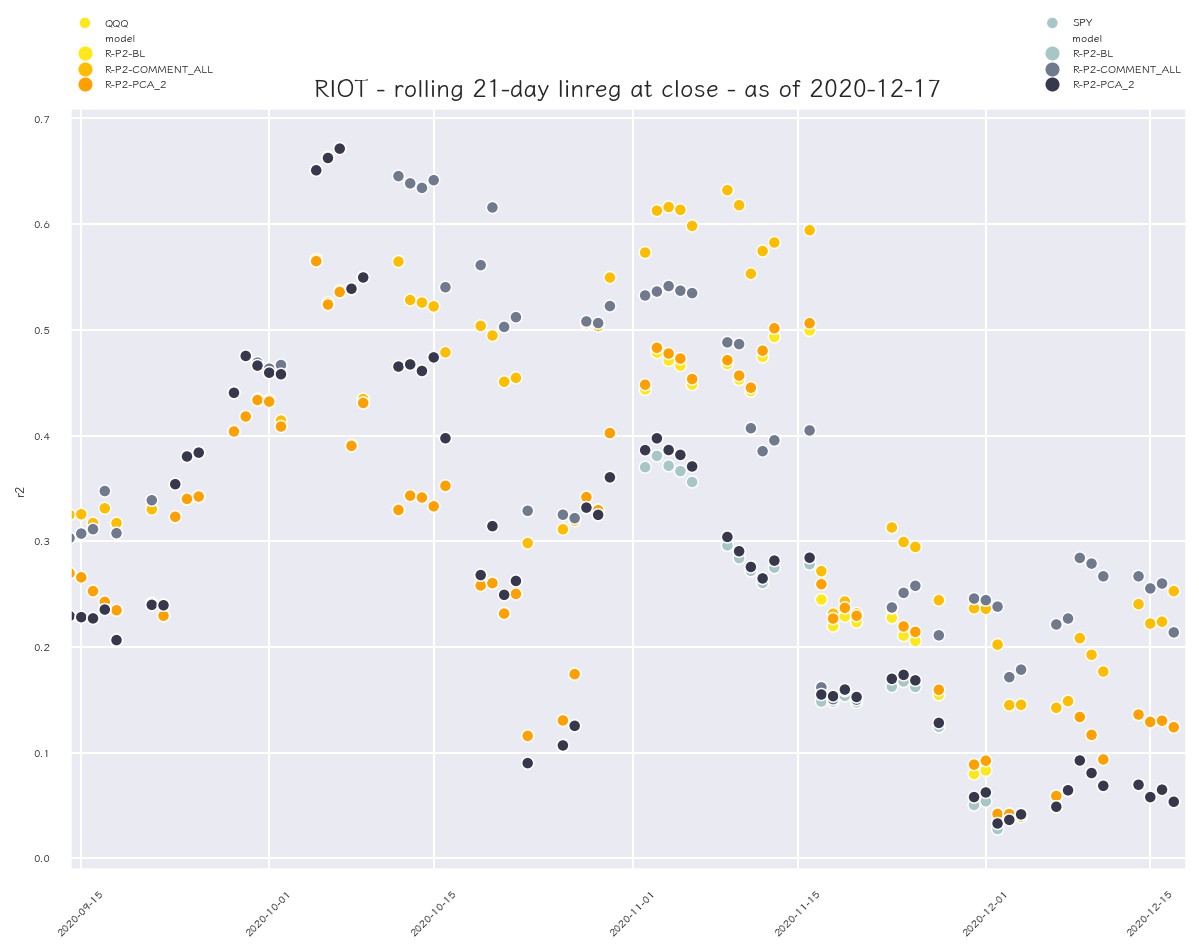 QQQ
model
R-P2-BL
R-P2-COMMENT_ALL
R-P2-PCA_2
SPY
model
R-P2-BL
R-P2-COMMENT_ALL
R-P2-PCA_2
RIOT - rolling 21-day linreg at close - as of 2020-12-17
0.7
0.6
0.5
0.4
0.3
0.2
0.1
0.0
r2
2020-09-15
2020-10-01
2020-10-15
2020-11-01
2020-11-15
2020-12-01
2020-12-15